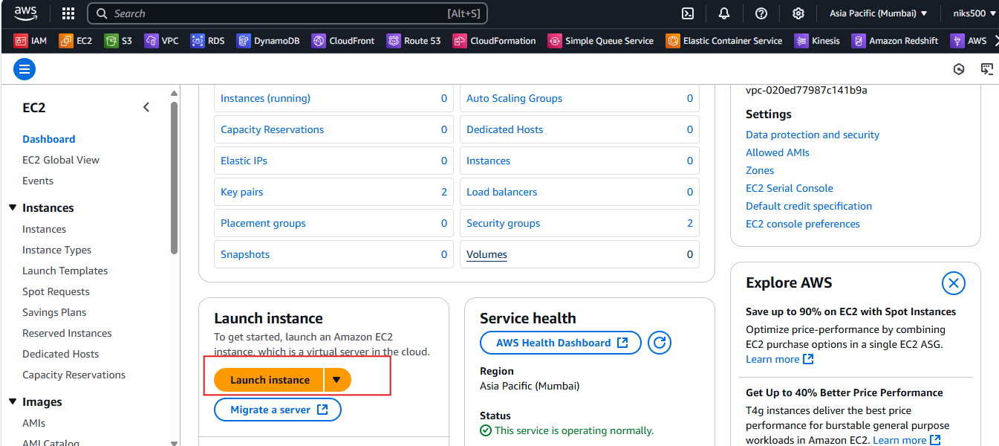 aws Search [Alt+S] Asia Pacific (Mumbai) niks500
IAM EC2 S3 VPC RDS DynamoDB CloudFront Route 53 CloudFormation Simple Queue Service Elastic Container Service Kinesis Amazon Redshift AWS
EC2
Dashboard
EC2 Global View
Events
Instances
Instances
Instance Types
Launch Templates
Spot Requests
Savings Plans
Reserved Instances
Dedicated Hosts
Capacity Reservations
Images
AMIs
AMI Catalog
Instances (running) 0 Auto Scaling Groups 0
Capacity Reservations 0 Dedicated Hosts 0
Elastic IPs 0 Instances 0
Key pairs 2 Load balancers 0
Placement groups 0 Security groups 2
Snapshots 0 Volumes 0
Launch instance
To get started, launch an Amazon EC2
instance, which is a virtual server in the cloud.
Launch instance
Migrate a server
Service health
AWS Health Dashboard
Region
Asia Pacific (Mumbai)
Status
This service is operating normally.
vpc-020ed77987c141b9a
Settings
Data protection and security
Allowed AMIs
Zones
EC2 Serial Console
Default credit specification
EC2 console preferences
Explore AWS
Save up to 90% on EC2 with Spot Instances
Optimize price-performance by combining
EC2 purchase options in a single EC2 ASG.
Learn more
Get Up to 40% Better Price Performance
T4g instances deliver the best price
performance for burstable general purpose
workloads in Amazon EC2. Learn more